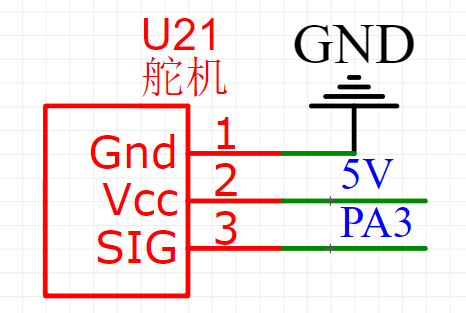 U21
舵机
GND
Gnd 1
Vcc 2 5V
SIG 3 PA3